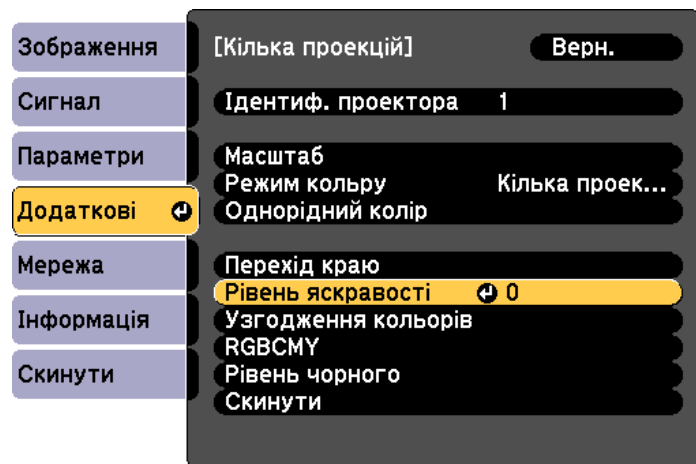 Зображення
Сигнал
Параметри
Додаткові
Мережа
Інформація
Скинути
[Кілька проекцій] Верн.
Ідентиф. проектора 1
Масштаб
Режим кольру Кілька проек...
Однорідний колір
Перехід краю
Рівень яскравості 0
Узгодження кольорів
RGBCMY
Рівень чорного
Скинути